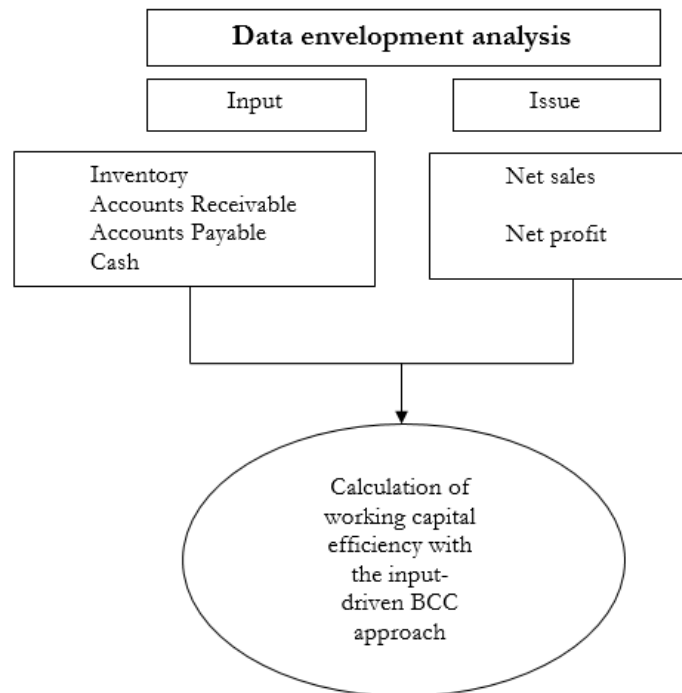 Data envelopment analysis
Input
Issue
Inventory
Accounts Receivable
Accounts Payable
Cash
Net sales
Net profit
Calculation of
working capital
efficiency with
the input-
driven BCC
approach